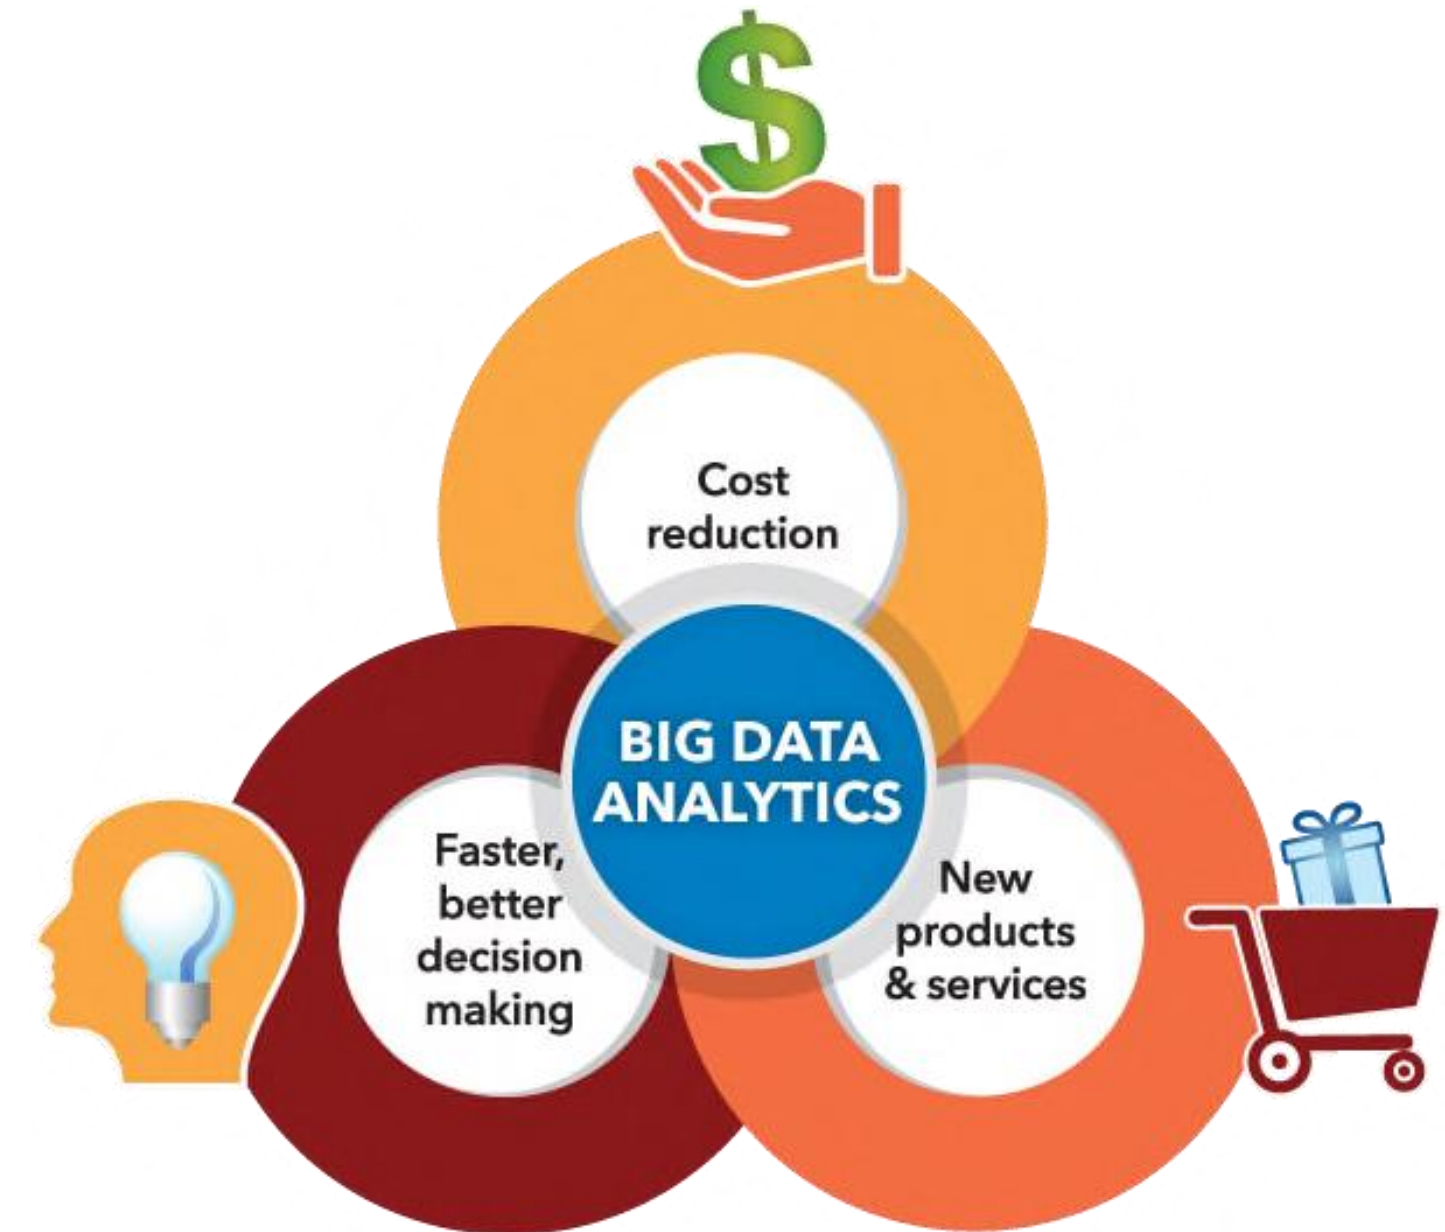 $
Cost
reduction
BIG DATA
ANALYTICS
Faster,
better
decision
making
New
products
& services